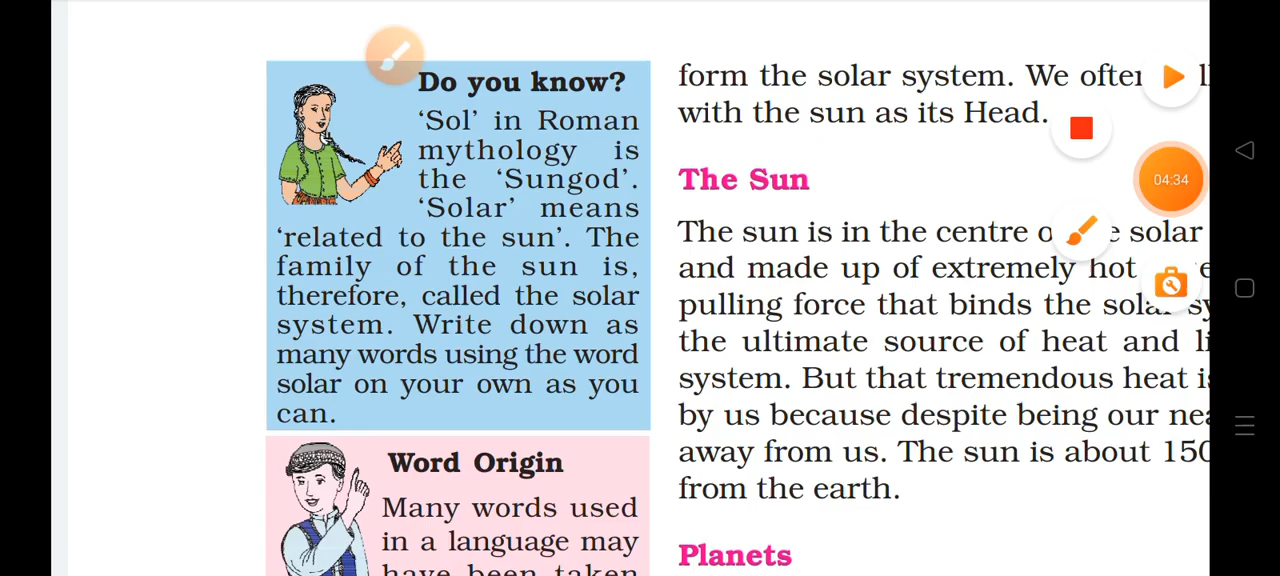 Do you know?
‘Sol’ in Roman
mythology is
the ‘Sungod’.
‘Solar’ means
‘related to the sun’. The
family of the sun is,
therefore, called the solar
system. Write down as
many words using the word
solar on your own as you
can.
Word Origin
Many words used
in a language may
have been taken
form the solar system. We
with the sun as its Head.
The Sun
The sun is in the centre solar
and made up of extremely hot
pulling force that binds the
the ultimate source of heat and
system. But that tremendous heat
by us because despite being our
away from us. The sun is about 150
from the earth.
Planets
04:34